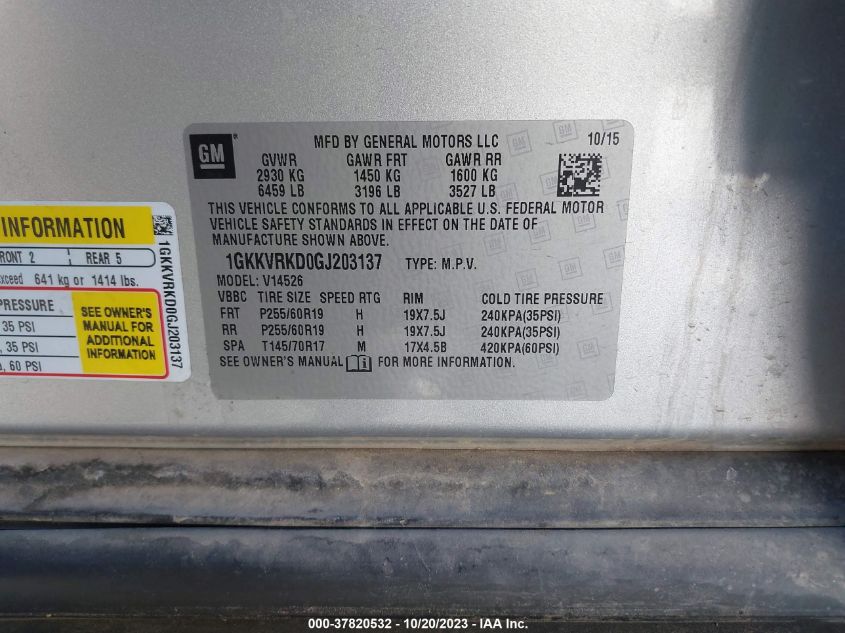 GM
®
MFD BY GENERAL MOTORS LLC 10/15
GVWR GAWR FRT GAWR RR
2930 KG 1450 KG 1600 KG
6459 LB 3196 LB 3527 LB
THIS VEHICLE CONFORMS TO ALL APPLICABLE U.S. FEDERAL MOTOR
VEHICLE SAFETY STANDARDS IN EFFECT ON THE DATE OF
MANUFACTURE SHOWN ABOVE.
1GKKVRKD0GJ203137 TYPE: M.P.V.
MODEL: V14526
VBBC TIRE SIZE SPEED RTG RIM COLD TIRE PRESSURE
FRT P255/60R19 H 19X7.5J 240KPA(35PSI)
RR P255/60R19 H 19X7.5J 240KPA(35PSI)
SPA T145/70R17 M 17X4.5B 420KPA(60PSI)
SEE OWNER'S MANUAL i FOR MORE INFORMATION.
INFORMATION
FRONT 2 REAR 5
exceed 641 kg or 1414 lbs.
PRESSURE
35 PSI
, 35 PSI
, 60 PSI
SEE OWNER'S
MANUAL FOR
ADDITIONAL
INFORMATION
1GKKVRKD0GJ203137
000-37820532 - 10/20/2023 - IAA Inc.